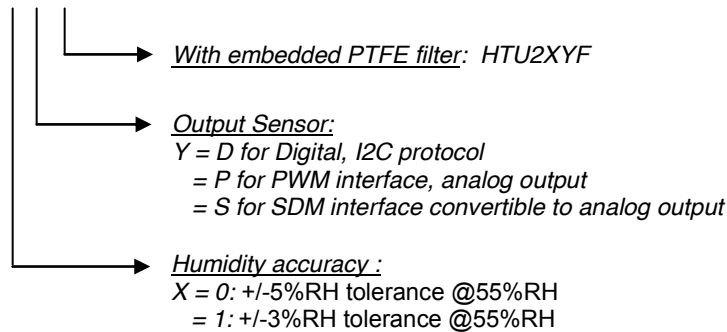 With embedded PTFE filter: HTU2XYF
Output Sensor:
Y = D for Digital, I2C protocol
= P for PWM interface, analog output
= S for SDM interface convertible to analog output
Humidity accuracy :
X = 0: +/-5%RH tolerance @55%RH
= 1: +/-3%RH tolerance @55%RH